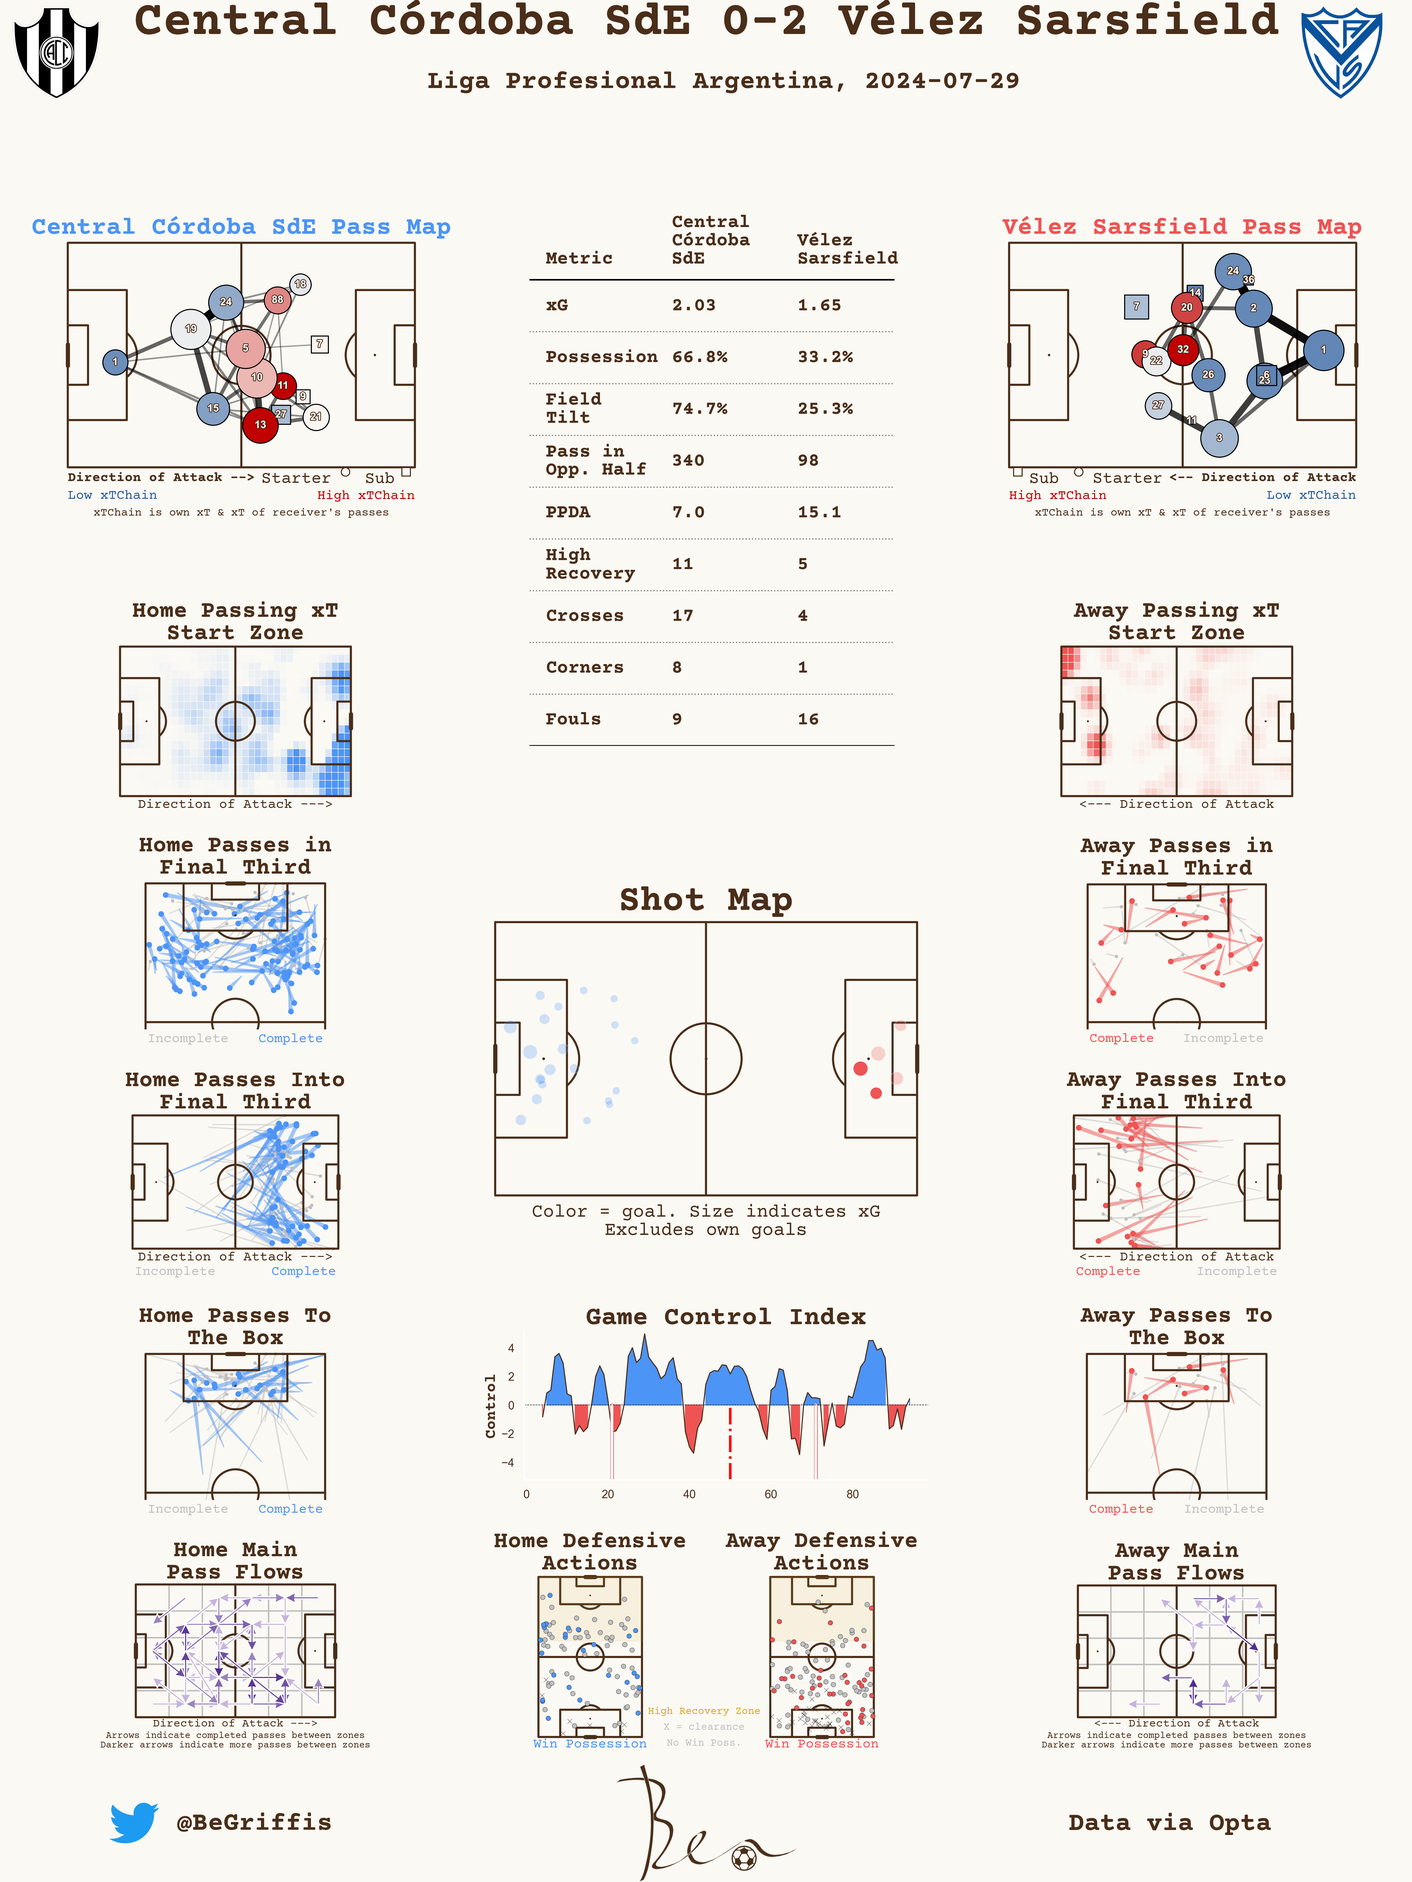 Central Córdoba SdE 0-2 Vélez Sarsfield
Liga Profesional Argentina, 2024-07-29
Central Córdoba SdE Pass Map
1
19
24
15
5
10
88
18
7
11
9
27
21
13
Direction of Attack --> Starter Sub
Low xTChain High xTChain
xTChain is own xT & xT of receiver's passes
Metric Central Córdoba SdE Vélez Sarsfield
xG 2.03 1.65
Possession 66.8% 33.2%
Field Tilt 74.7% 25.3%
Pass in Opp. Half 340 98
PPDA 7.0 15.1
High Recovery 11 5
Crosses 17 4
Corners 8 1
Fouls 9 16
Vélez Sarsfield Pass Map
24
36
14
7
20
2
9
22
32
1
26
6
23
27
11
3
Sub Starter <-- Direction of Attack
High xTChain Low xTChain
xTChain is own xT & xT of receiver's passes
Home Passing xT
Start Zone
Direction of Attack --->
Away Passing xT
Start Zone
<--- Direction of Attack
Home Passes in
Final Third
Incomplete Complete
Away Passes in
Final Third
Complete Incomplete
Shot Map
Color = goal. Size indicates xG
Excludes own goals
Home Passes Into
Final Third
Direction of Attack --->
Incomplete Complete
Away Passes Into
Final Third
<--- Direction of Attack
Complete Incomplete
Home Passes To
The Box
Incomplete Complete
Game Control Index
Control
4
2
0
−2
−4
0 20 40 60 80
Away Passes To
The Box
Complete Incomplete
Home Main
Pass Flows
Direction of Attack --->
Arrows indicate completed passes between zones
Darker arrows indicate more passes between zones
Home Defensive
Actions
Win Possession
High Recovery Zone
X = clearance
No Win Poss.
Away Defensive
Actions
Win Possession
Away Main
Pass Flows
<--- Direction of Attack
Arrows indicate completed passes between zones
Darker arrows indicate more passes between zones
@BeGriffis
Ben
Data via Opta